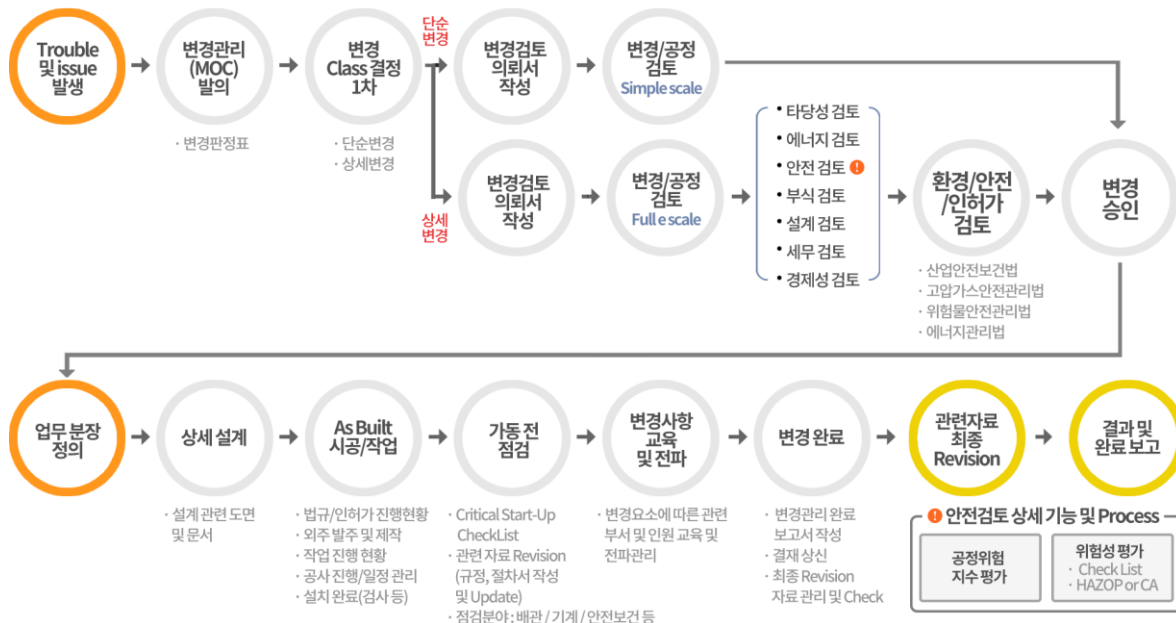 Trouble
및 issue
발생
변경관리
(MOC)
발의
· 변경판정표
변경
Class 결정
1차
· 단순변경
· 상세변경
단순
변경
변경검토
의뢰서
작성
변경/공정
검토
Simple scale
상세
변경
변경검토
의뢰서
작성
변경/공정
검토
Full e scale
• 타당성 검토
• 에너지 검토
• 안전 검토 !
• 부식 검토
• 설계 검토
• 세무 검토
• 경제성 검토
환경/안전
/인허가
검토
· 산업안전보건법
· 고압가스안전관리법
· 위험물안전관리법
· 에너지관리법
변경
승인
업무 분장
정의
상세 설계
· 설계 관련 도면
및 문서
As Built
시공/작업
· 법규/인허가 진행현황
· 외주 발주 및 제작
· 작업 진행 현황
· 공사 진행/일정 관리
· 설치 완료(검사 등)
가동 전
점검
· Critical Start-Up
CheckList
· 관련 자료 Revision
(규정, 절차서 작성
및 Update)
· 점검분야 : 배관 / 기계 / 안전보건 등
변경사항
교육
및 전파
· 변경요소에 따른 관련
부서 및 인원 교육 및
전파관리
변경 완료
· 변경관리 완료
보고서 작성
· 결재 상신
· 최종 Revision
자료 관리 및 Check
관련자료
최종
Revision
결과 및
완료 보고
! 안전검토 상세 기능 및 Process
공정위험
지수 평가
위험성 평가
· Check List
· HAZOP or CA